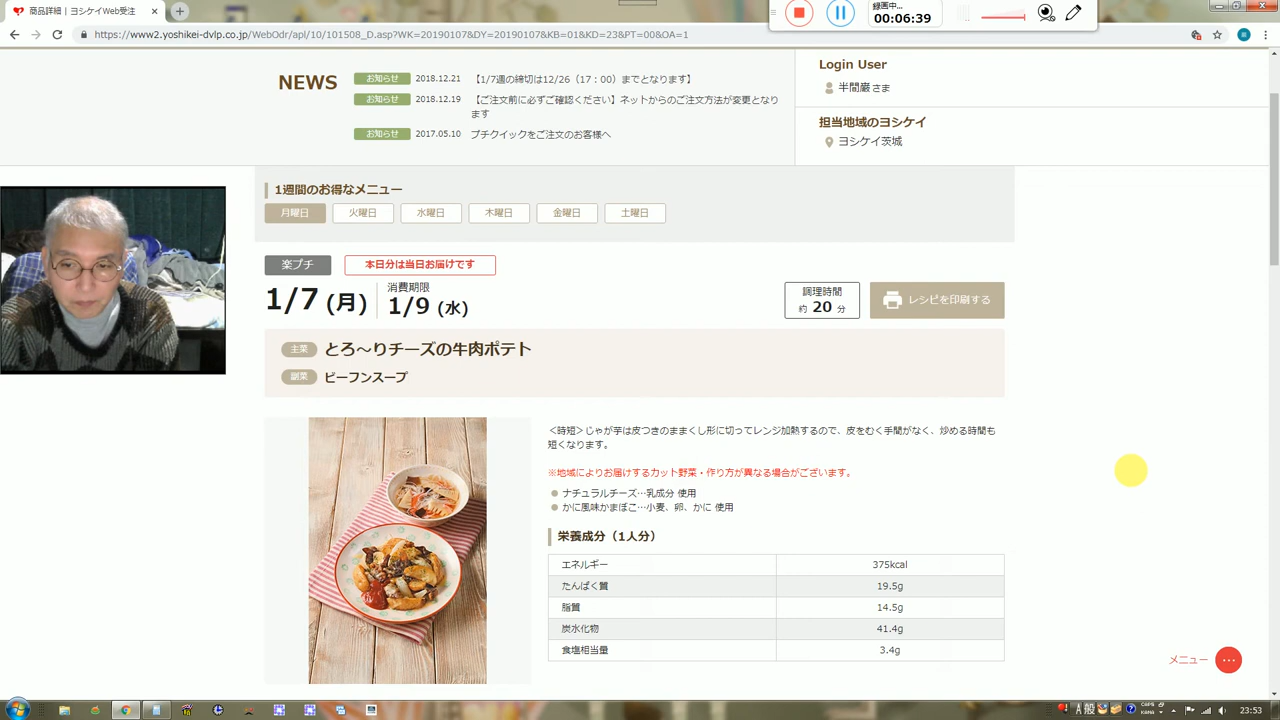 商品詳細 | ヨシケイWeb受注
録画中...
00:06:39
https://www2.yoshikei-dvlp.co.jp/WebOdr/apl/10/101508_D.asp?WK=20190107&DY=20190107&KB=01&KD=23&PT=00&OA=1
NEWS
お知らせ 2018.12.21 【1/7週の締切は12/26（17：00）までとなります】
お知らせ 2018.12.19 【ご注文前に必ずご確認ください】ネットからのご注文方法が変更となり
ます
お知らせ 2017.05.10 プチクイックをご注文のお客様へ
Login User
半間巌さま
担当地域のヨシケイ
ヨシケイ茨城
1週間のお得なメニュー
月曜日 火曜日 水曜日 木曜日 金曜日 土曜日
楽プチ 本日分は当日お届けです
1/7 (月)
消費期限
1/9 (水)
調理時間
約 20 分
レシピを印刷する
主菜 とろ～りチーズの牛肉ポテト
副菜 ビーフンスープ
＜時短＞じゃが芋は皮つきのままくし形に切ってレンジ加熱するので、皮をむく手間がなく、炒める時間も
短くなります。
※地域によりお届けするカット野菜・作り方が異なる場合がございます。
ナチュラルチーズ…乳成分 使用
かに風味かまぼこ…小麦、卵、かに 使用
栄養成分（1人分）
エネルギー 375kcal
たんぱく質 19.5g
脂質 14.5g
炭水化物 41.4g
食塩相当量 3.4g
メニュー
A 般
CAPS
KANA
23:53